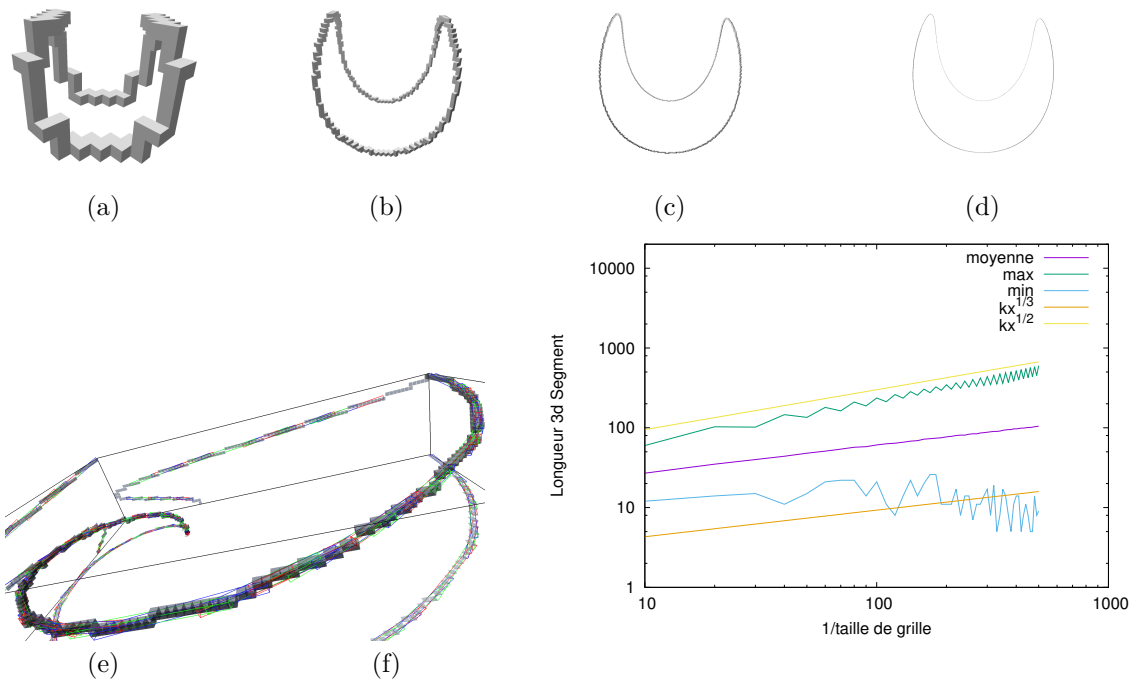 (a)
(b)
(c)
(d)
moyenne
max
min
kx^1/3
kx^1/2
10000
1000
100
10
1
10
100
1000
Longueur 3d Segment
1/taille de grille
(e)
(f)